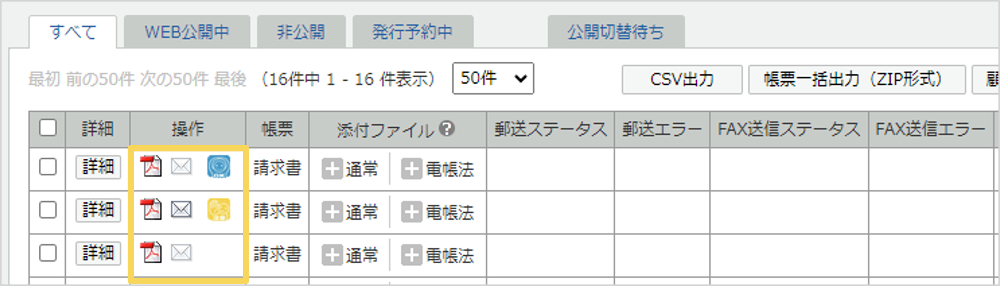 すべて WEB公開中 非公開 発行予約中 公開切替待ち
最初 前の50件 次の50件 最後 （16件中 1 - 16 件表示） 50件 CSV出力 帳票一括出力（ZIP形式）
詳細 操作 帳票 添付ファイル ? 郵送ステータス 郵送エラー FAX送信ステータス FAX送信エラー
詳細 請求書 通常 電帳法
詳細 請求書 通常 電帳法
詳細 請求書 通常 電帳法